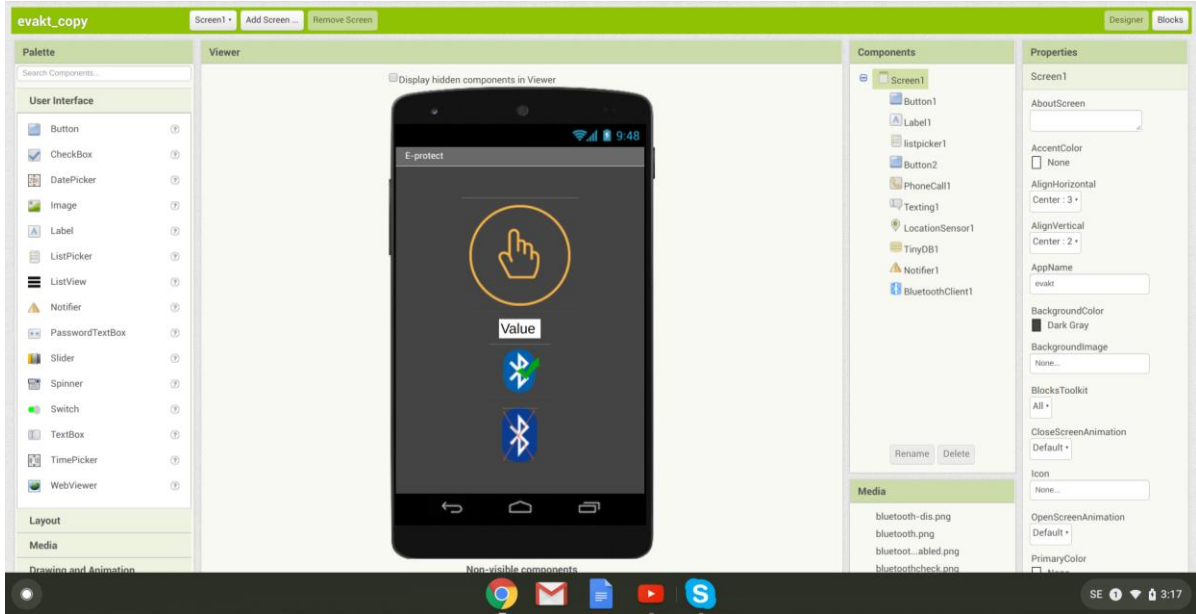 evakt_copy
Screen1
Add Screen ...
Remove Screen
Designer
Blocks
Palette
Search Components...
User Interface
Button
CheckBox
DatePicker
Image
Label
ListPicker
ListView
Notifier
PasswordTextBox
Slider
Spinner
Switch
TextBox
TimePicker
WebViewer
Layout
Media
Drawing and Animation
Viewer
Display hidden components in Viewer
9:48
E-protect
Value
Non-visible components
Components
Screen1
Button1
Label1
listpicker1
Button2
PhoneCall1
Texting1
LocationSensor1
TinyDB1
Notifier1
BluetoothClient1
Rename
Delete
Media
bluetooth-dis.png
bluetooth.png
bluetoot...abled.png
bluetoothcheck.png
Properties
Screen1
AboutScreen
AccentColor
None
AlignHorizontal
Center : 3
AlignVertical
Center : 2
AppName
evakt
BackgroundColor
Dark Gray
BackgroundImage
None...
BlocksToolkit
All
CloseScreenAnimation
Default
Icon
None...
OpenScreenAnimation
Default
PrimaryColor
SE 1 3:17